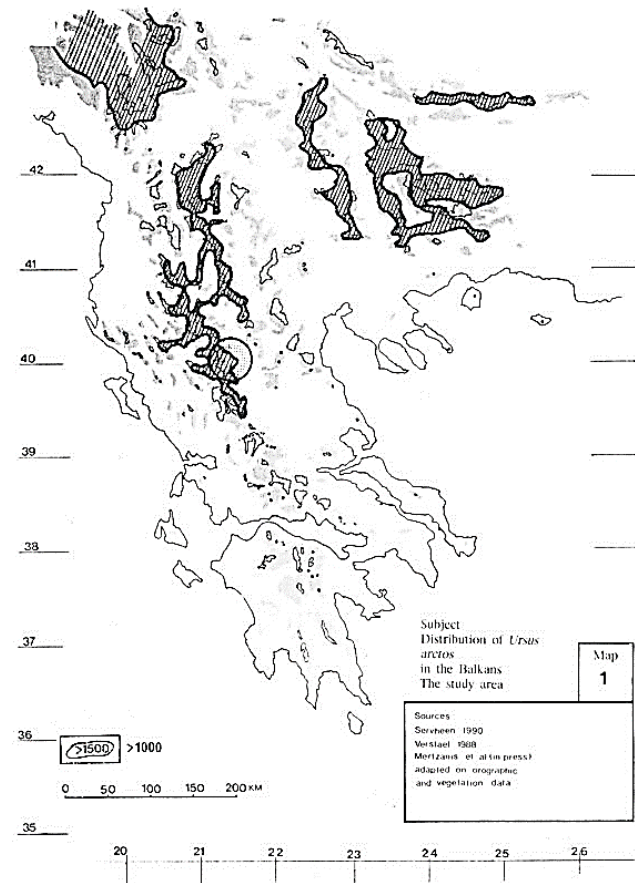 42
41
40
39
38
37
36
35
Subject
Distribution of Ursus
arctos
in the Balkans
The study area
Map
1
Sources
Servheen 1990
Verstael 1988
Mertzanis et al (in press)
adapted on orographic
and vegetation data
>1500 >1000
0 50 100 150 200 KM
20 21 22 23 24 25 2.6